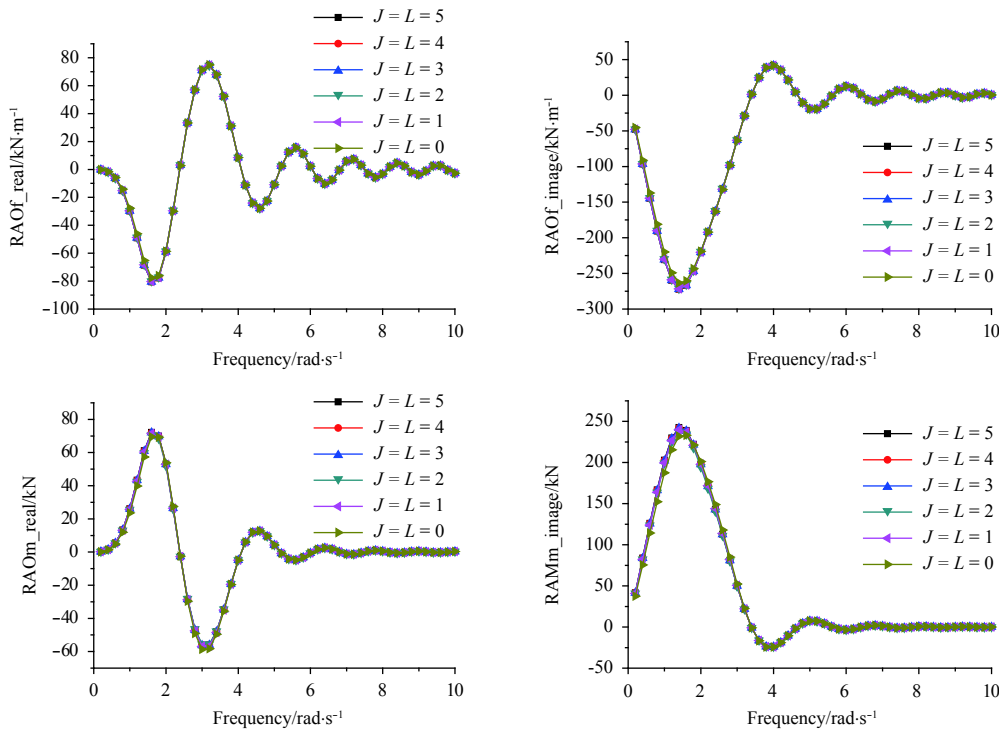 80
60
40
20
0
−20
−40
−60
−80
−100
RAOf_real/kN·m⁻¹
0 2 4 6 8 10
Frequency/rad·s⁻¹
J = L = 5
J = L = 4
J = L = 3
J = L = 2
J = L = 1
J = L = 0
50
0
−50
−100
−150
−200
−250
−300
RAOf_image/kN·m⁻¹
0 2 4 6 8 10
Frequency/rad·s⁻¹
J = L = 5
J = L = 4
J = L = 3
J = L = 2
J = L = 1
J = L = 0
80
60
40
20
0
−20
−40
−60
RAOm_real/kN
0 2 4 6 8 10
Frequency/rad·s⁻¹
J = L = 5
J = L = 4
J = L = 3
J = L = 2
J = L = 1
J = L = 0
250
200
150
100
50
0
−50
RAMm_image/kN
0 2 4 6 8 10
Frequency/rad·s⁻¹
J = L = 5
J = L = 4
J = L = 3
J = L = 2
J = L = 1
J = L = 0